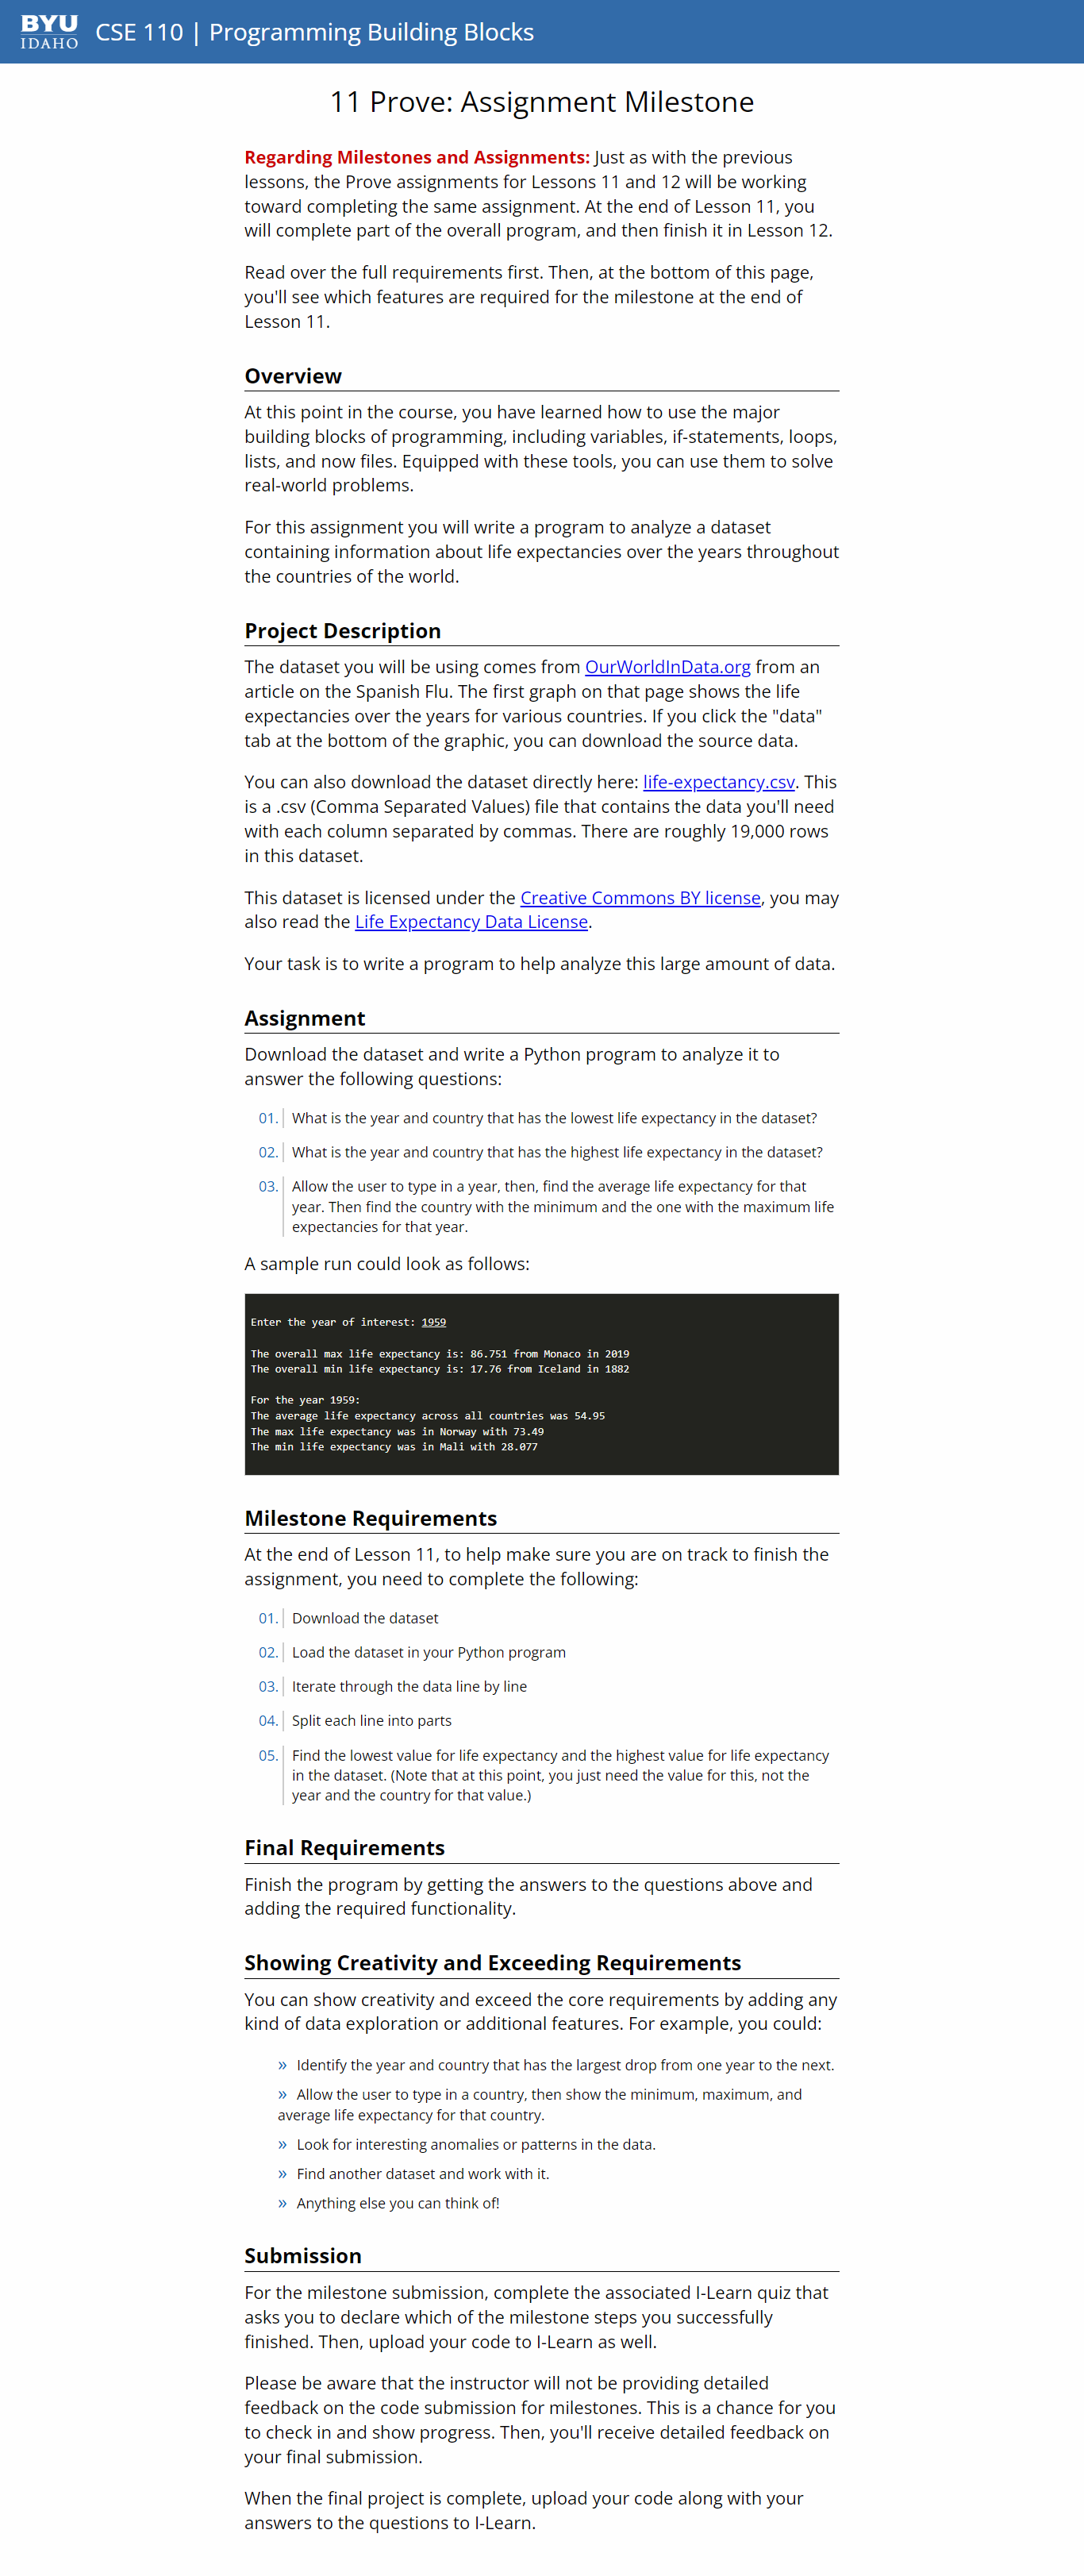 BYU
IDAHO
CSE 110 | Programming Building Blocks
11 Prove: Assignment Milestone
Regarding Milestones and Assignments: Just as with the previous
lessons, the Prove assignments for Lessons 11 and 12 will be working
toward completing the same assignment. At the end of Lesson 11, you
will complete part of the overall program, and then finish it in Lesson 12.
Read over the full requirements first. Then, at the bottom of this page,
you'll see which features are required for the milestone at the end of
Lesson 11.
Overview
At this point in the course, you have learned how to use the major
building blocks of programming, including variables, if-statements, loops,
lists, and now files. Equipped with these tools, you can use them to solve
real-world problems.
For this assignment you will write a program to analyze a dataset
containing information about life expectancies over the years throughout
the countries of the world.
Project Description
The dataset you will be using comes from OurWorldInData.org from an
article on the Spanish Flu. The first graph on that page shows the life
expectancies over the years for various countries. If you click the "data"
tab at the bottom of the graphic, you can download the source data.
You can also download the dataset directly here: life-expectancy.csv. This
is a .csv (Comma Separated Values) file that contains the data you'll need
with each column separated by commas. There are roughly 19,000 rows
in this dataset.
This dataset is licensed under the Creative Commons BY license, you may
also read the Life Expectancy Data License.
Your task is to write a program to help analyze this large amount of data.
Assignment
Download the dataset and write a Python program to analyze it to
answer the following questions:
01. What is the year and country that has the lowest life expectancy in the dataset?
02. What is the year and country that has the highest life expectancy in the dataset?
03. Allow the user to type in a year, then, find the average life expectancy for that
year. Then find the country with the minimum and the one with the maximum life
expectancies for that year.
A sample run could look as follows:
Enter the year of interest: 1959
The overall max life expectancy is: 86.751 from Monaco in 2019
The overall min life expectancy is: 17.76 from Iceland in 1882
For the year 1959:
The average life expectancy across all countries was 54.95
The max life expectancy was in Norway with 73.49
The min life expectancy was in Mali with 28.077
Milestone Requirements
At the end of Lesson 11, to help make sure you are on track to finish the
assignment, you need to complete the following:
01. Download the dataset
02. Load the dataset in your Python program
03. Iterate through the data line by line
04. Split each line into parts
05. Find the lowest value for life expectancy and the highest value for life expectancy
in the dataset. (Note that at this point, you just need the value for this, not the
year and the country for that value.)
Final Requirements
Finish the program by getting the answers to the questions above and
adding the required functionality.
Showing Creativity and Exceeding Requirements
You can show creativity and exceed the core requirements by adding any
kind of data exploration or additional features. For example, you could:
» Identify the year and country that has the largest drop from one year to the next.
» Allow the user to type in a country, then show the minimum, maximum, and
average life expectancy for that country.
» Look for interesting anomalies or patterns in the data.
» Find another dataset and work with it.
» Anything else you can think of!
Submission
For the milestone submission, complete the associated I-Learn quiz that
asks you to declare which of the milestone steps you successfully
finished. Then, upload your code to I-Learn as well.
Please be aware that the instructor will not be providing detailed
feedback on the code submission for milestones. This is a chance for you
to check in and show progress. Then, you'll receive detailed feedback on
your final submission.
When the final project is complete, upload your code along with your
answers to the questions to I-Learn.